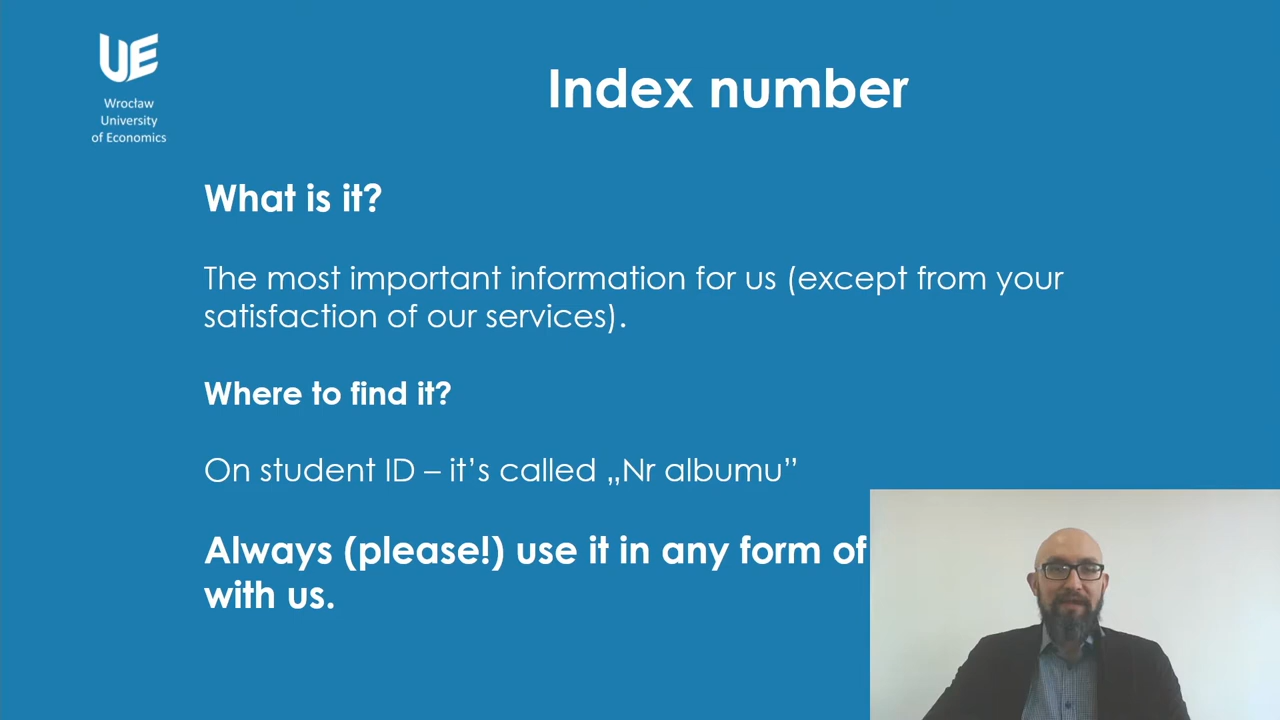 UE
Wrocław
University
of Economics
Index number
What is it?
The most important information for us (except from your
satisfaction of our services).
Where to find it?
On student ID – it's called „Nr albumu”
Always (please!) use it in any form of
with us.